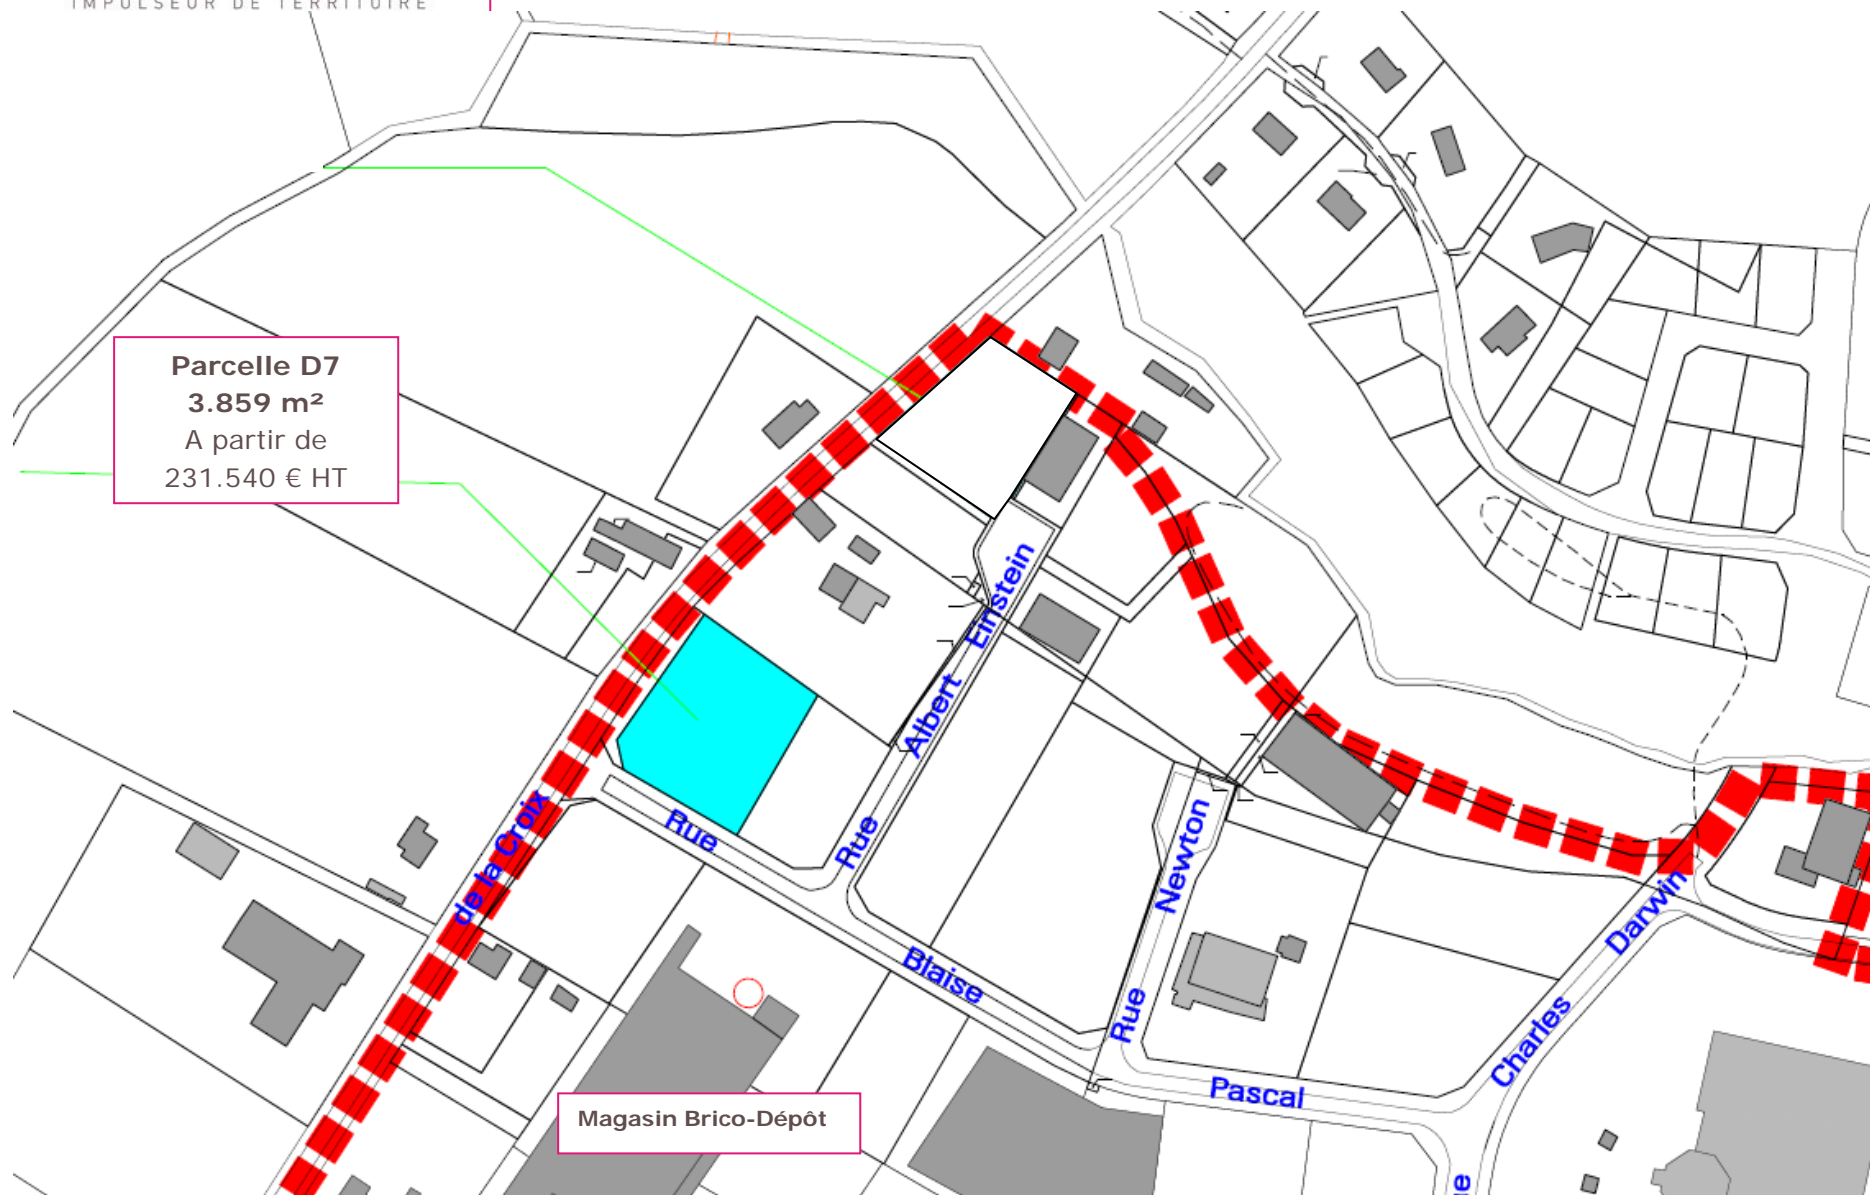 IMPULSEUR DE TERRITOIRE
Parcelle D7
3.859 m²
A partir de
231.540 € HT
Rue Albert Einstein
de la Croix
Rue Blaise Pascal
Rue Newton
Charles Darwin
Magasin Brico-Dépôt